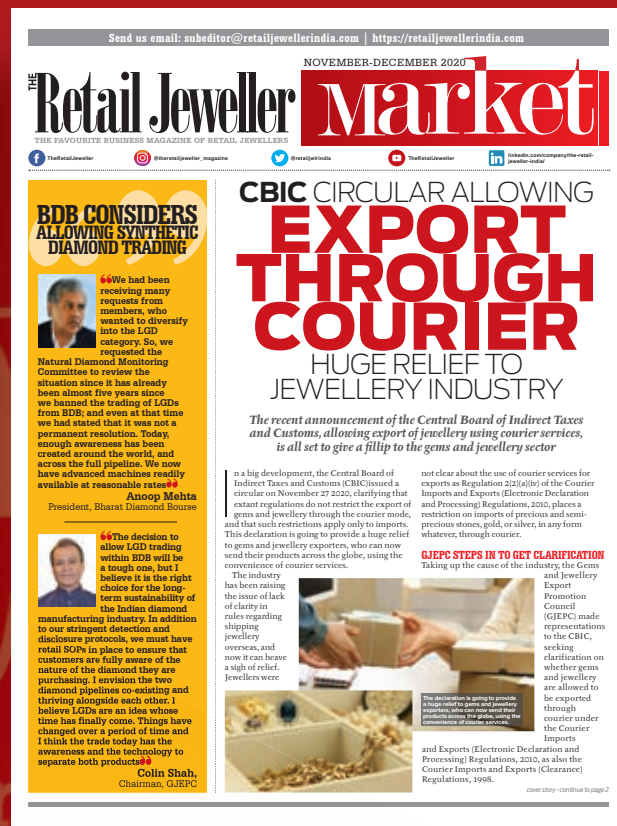 Send us email: subeditor@retailjewellerindia.com | https://retailjewellerindia.com
THE
Retail Jeweller
THE FAVOURITE BUSINESS MAGAZINE OF RETAIL JEWELLERS
NOVEMBER-DECEMBER 2020
Market
TheRetailJeweller
@theretailjeweller_magazine
@retailjwlrindia
TheRetailJeweller
linkedin.com/company/the-retail-
jeweller-india/
BDB CONSIDERS
ALLOWING SYNTHETIC
DIAMOND TRADING
“We had been
receiving many
requests from
members, who
wanted to diversify
into the LGD
category. So, we
requested the
Natural Diamond Monitoring
Committee to review the
situation since it has already
been almost five years since
we banned the trading of LGDs
from BDB; and even at that time
we had stated that it was not a
permanent resolution. Today,
enough awareness has been
created around the world, and
across the full pipeline. We now
have advanced machines readily
available at reasonable rates”
Anoop Mehta
President, Bharat Diamond Bourse
“The decision to
allow LGD trading
within BDB will be
a tough one, but I
believe it is the right
choice for the long-
term sustainability of
the Indian diamond
manufacturing industry. In addition
to our stringent detection and
disclosure protocols, we must have
retail SOPs in place to ensure that
customers are fully aware of the
nature of the diamond they are
purchasing. I envision the two
diamond pipelines co-existing and
thriving alongside each other. I
believe LGDs are an idea whose
time has finally come. Things have
changed over a period of time and
I think the trade today has the
awareness and the technology to
separate both products”
Colin Shah,
Chairman, GJEPC
CBIC CIRCULAR ALLOWING
EXPORT
THROUGH
COURIER
HUGE RELIEF TO
JEWELLERY INDUSTRY
The recent announcement of the Central Board of Indirect Taxes
and Customs, allowing export of jewellery using courier services,
is all set to give a fillip to the gems and jewellery sector
In a big development, the Central Board of
Indirect Taxes and Customs (CBIC)issued a
circular on November 27 2020, clarifying that
extant regulations do not restrict the export of
gems and jewellery through the courier mode,
and that such restrictions apply only to imports.
This declaration is going to provide a huge relief
to gems and jewellery exporters, who can now
send their products across the globe, using the
convenience of courier services.
The industry
has been raising
the issue of lack
of clarity in
rules regarding
shipping
jewellery
overseas, and
now it can heave
a sigh of relief.
Jewellers were
not clear about the use of courier services for
exports as Regulation 2(2)(a)(iv) of the Courier
Imports and Exports (Electronic Declaration
and Processing) Regulations, 2010, places a
restriction on imports of precious and semi-
precious stones, gold, or silver, in any form
whatever, through courier.
GJEPC STEPS IN TO GET CLARIFICATION
Taking up the cause of the industry, the Gems
and Jewellery
Export
Promotion
Council
(GJEPC) made
representations
to the CBIC,
seeking
clarification on
whether gems
and jewellery
are allowed to
be exported
through
courier under
the Courier
Imports
and Exports (Electronic Declaration and
Processing) Regulations, 2010, as also the
Courier Imports and Exports (Clearance)
Regulations, 1998.
The declaration is going to provide
a huge relief to gems and jewellery
exporters, who can now send their
products across the globe, using the
convenience of courier services.
cover story - continue to page 2